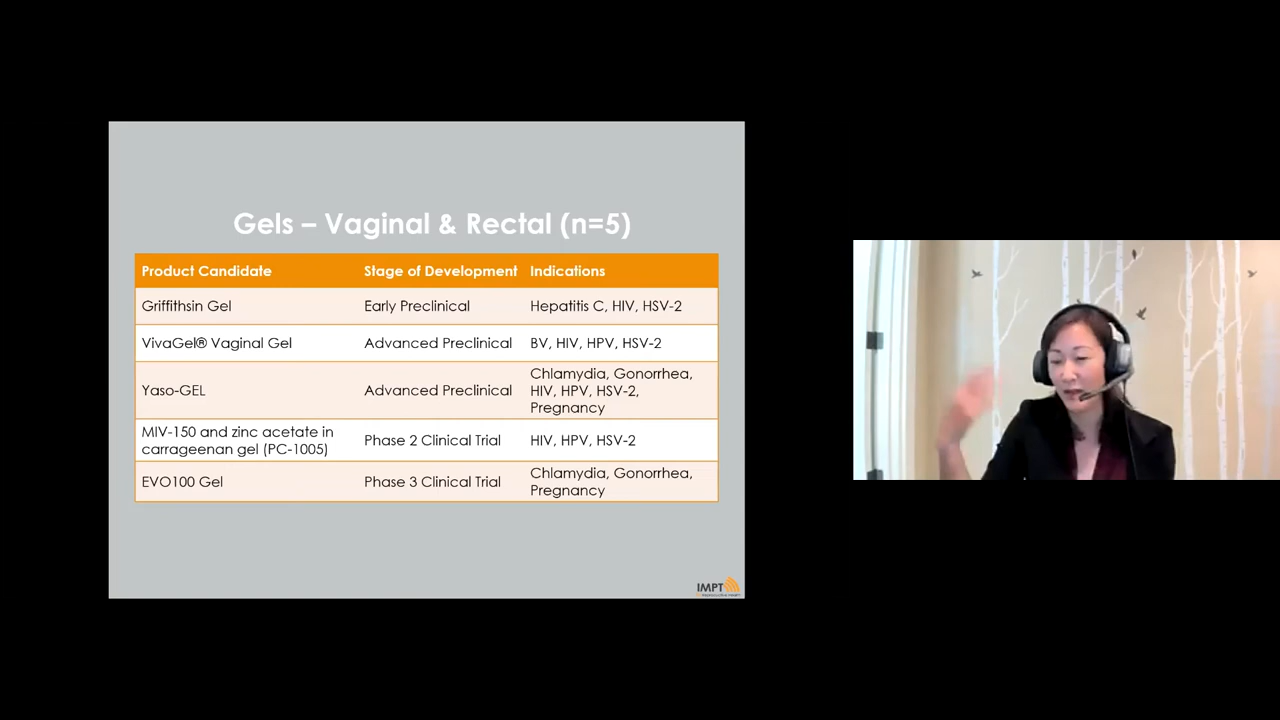 Gels – Vaginal & Rectal (n=5)
Product Candidate Stage of Development Indications
Griffithsin Gel Early Preclinical Hepatitis C, HIV, HSV-2
VivaGel® Vaginal Gel Advanced Preclinical BV, HIV, HPV, HSV-2
Yaso-GEL Advanced Preclinical Chlamydia, Gonorrhea,
HIV, HPV, HSV-2,
Pregnancy
MIV-150 and zinc acetate in
carrageenan gel (PC-1005) Phase 2 Clinical Trial HIV, HPV, HSV-2
EVO100 Gel Phase 3 Clinical Trial Chlamydia, Gonorrhea,
Pregnancy
IMPT